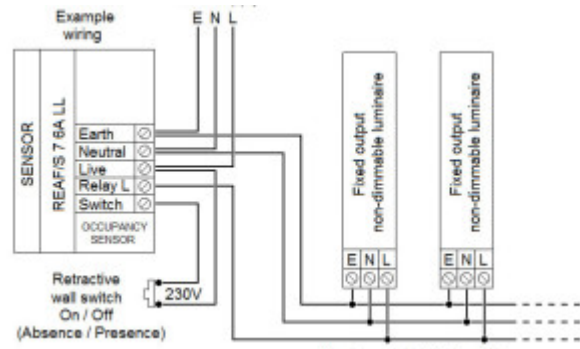 Example
wiring
E N L
SENSOR
REAF/S 7 6A LL
Earth
Neutral
Live
Relay L
Switch
OCCUPANCY
SENSOR
Retractive
wall switch
On / Off
(Absence / Presence)
230V
Fixed output
non-dimmable luminaire
E N L
Fixed output
non-dimmable luminaire
E N L